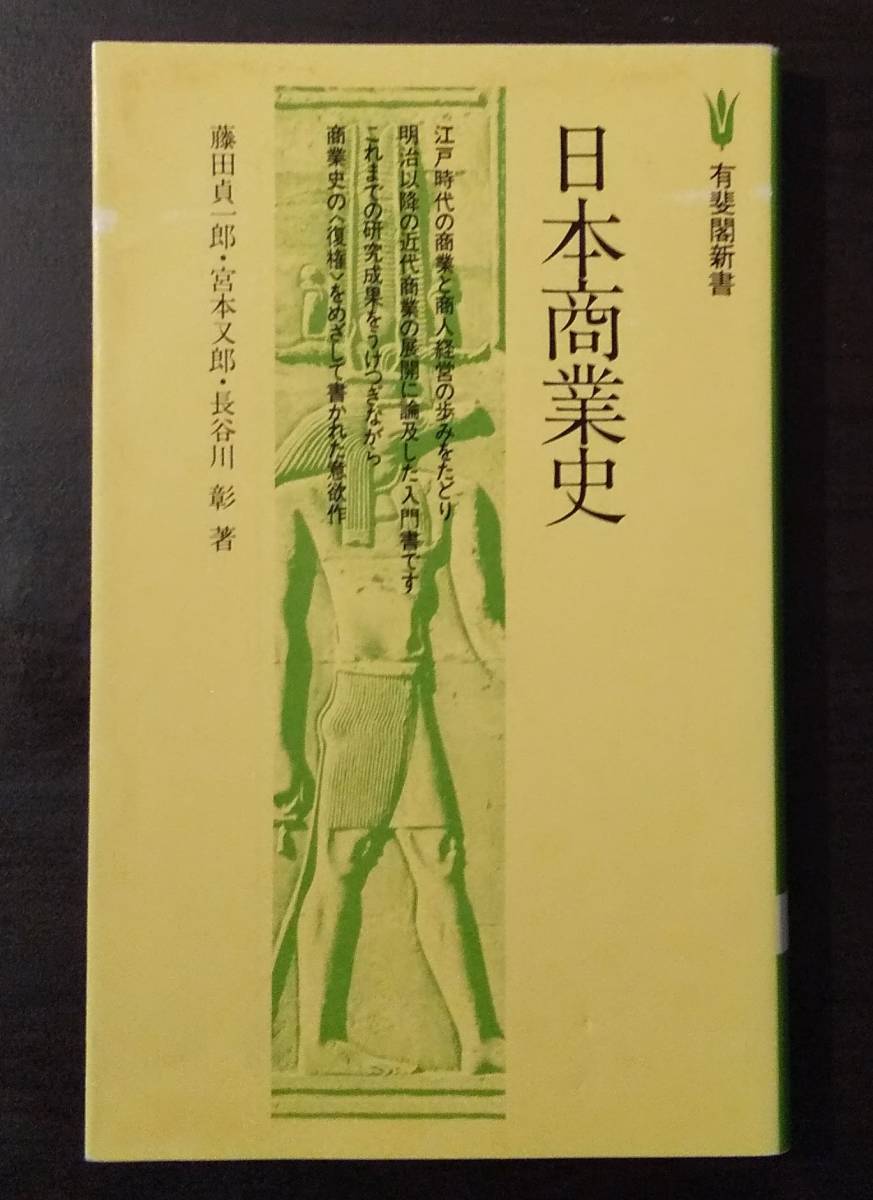 有斐閣新書
日本商業史
江戸時代の商業と商人経営の歩みをたどり
明治以降の近代商業の展開に論及した入門書です
これまでの研究成果をうけつぎながら
商業史の〈復権〉をめざして書かれた意欲作
藤田貞一郎・宮本又郎・長谷川 彰 著